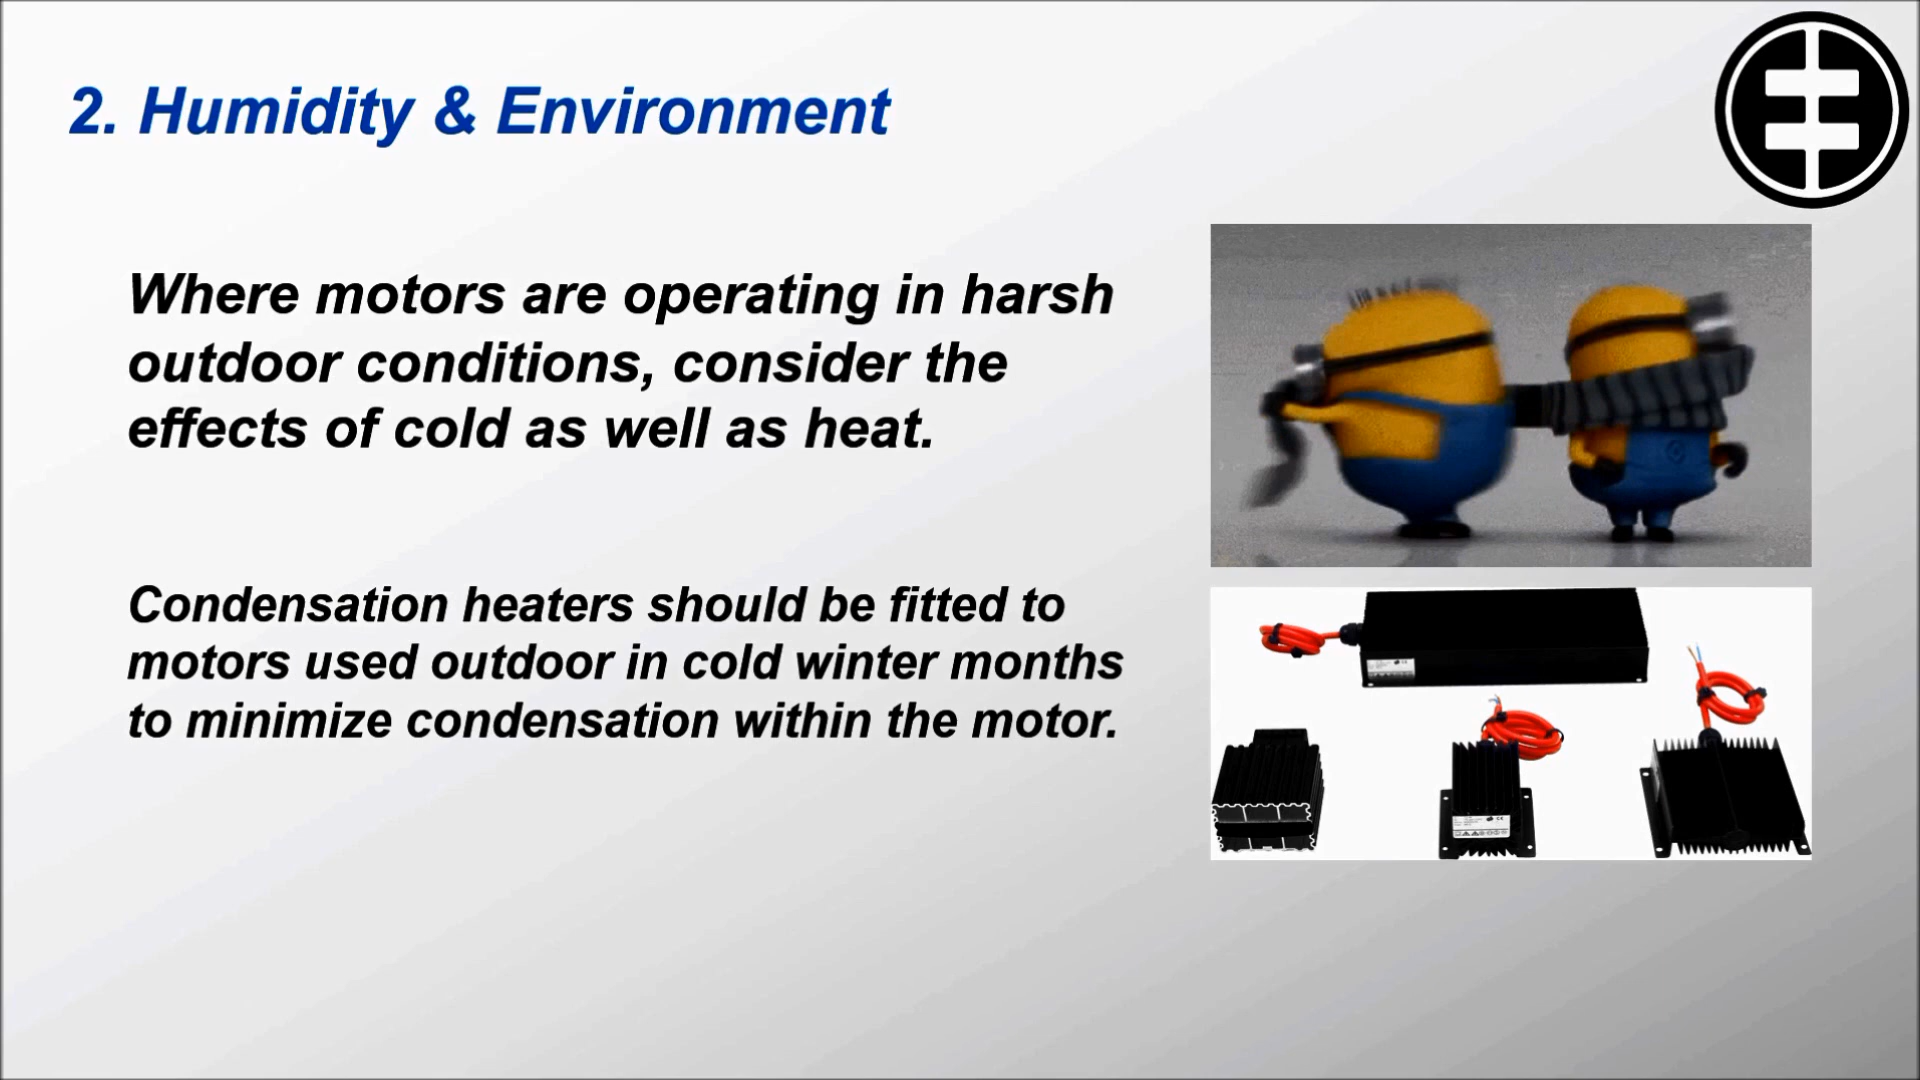 2. Humidity & Environment
Where motors are operating in harsh
outdoor conditions, consider the
effects of cold as well as heat.
Condensation heaters should be fitted to
motors used outdoor in cold winter months
to minimize condensation within the motor.